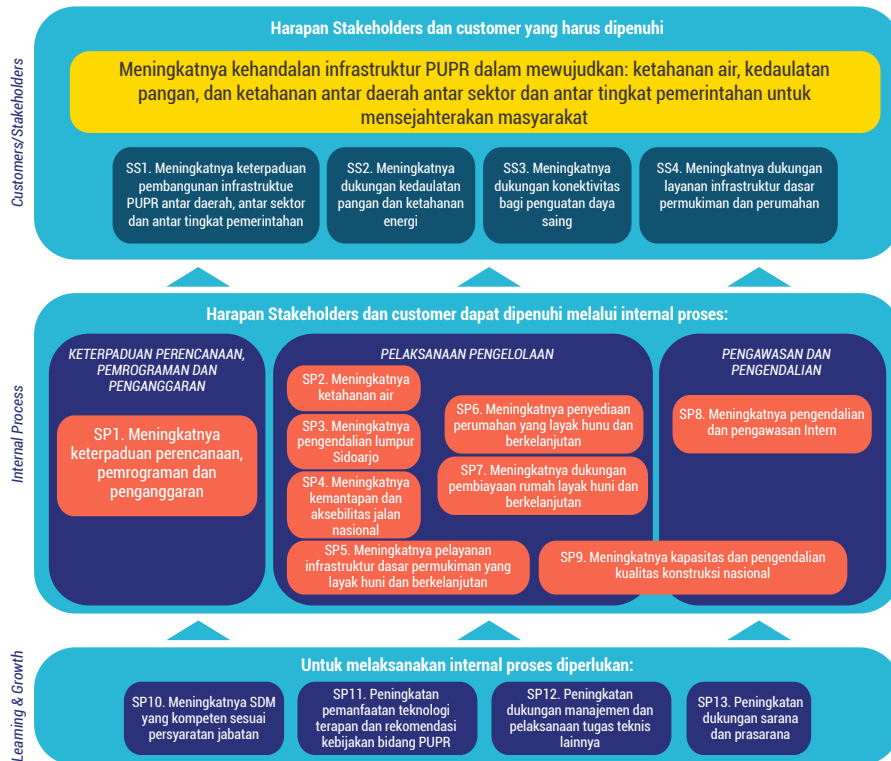 Customers/Stakeholders
Harapan Stakeholders dan customer yang harus dipenuhi
Meningkatnya kehandalan infrastruktur PUPR dalam mewujudkan: ketahanan air, kedaulatan
pangan, dan ketahanan antar daerah antar sektor dan antar tingkat pemerintahan untuk
mensejahterakan masyarakat
SS1. Meningkatnya keterpaduan
pembangunan infrastruktue
PUPR antar daerah, antar sektor
dan antar tingkat pemerintahan
SS2. Meningkatnya
dukungan kedaulatan
pangan dan ketahanan
energi
SS3. Meningkatnya
dukungan konektivitas
bagi penguatan daya
saing
SS4. Meningkatnya dukungan
layanan infrastruktur dasar
permukiman dan perumahan
Internal Process
Harapan Stakeholders dan customer dapat dipenuhi melalui internal proses:
KETERPADUAN PERENCANAAN,
PEMROGRAMAN DAN
PENGANGGARAN
SP1. Meningkatnya
keterpaduan perencanaan,
pemrograman dan
penganggaran
PELAKSANAAN PENGELOLAAN
SP2. Meningkatnya
ketahanan air
SP3. Meningkatnya
pengendalian lumpur
Sidoarjo
SP4. Meningkatnya
kemantapan dan
aksebilitas jalan
nasional
SP5. Meningkatnya pelayanan
infrastruktur dasar permukiman yang
layak huni dan berkelanjutan
SP6. Meningkatnya penyediaan
perumahan yang layak hunu dan
berkelanjutan
SP7. Meningkatnya dukungan
pembiayaan rumah layak huni dan
berkelanjutan
PENGAWASAN DAN
PENGENDALIAN
SP8. Meningkatnya pengendalian
dan pengawasan Intern
SP9. Meningkatnya kapasitas dan pengendalian
kualitas konstruksi nasional
Learning & Growth
Untuk melaksanakan internal proses diperlukan:
SP10. Meningkatnya SDM
yang kompeten sesuai
persyaratan jabatan
SP11. Peningkatan
pemanfaatan teknologi
terapan dan rekomendasi
kebijakan bidang PUPR
SP12. Peningkatan
dukungan manajemen dan
pelaksanaan tugas teknis
lainnya
SP13. Peningkatan
dukungan sarana
dan prasarana